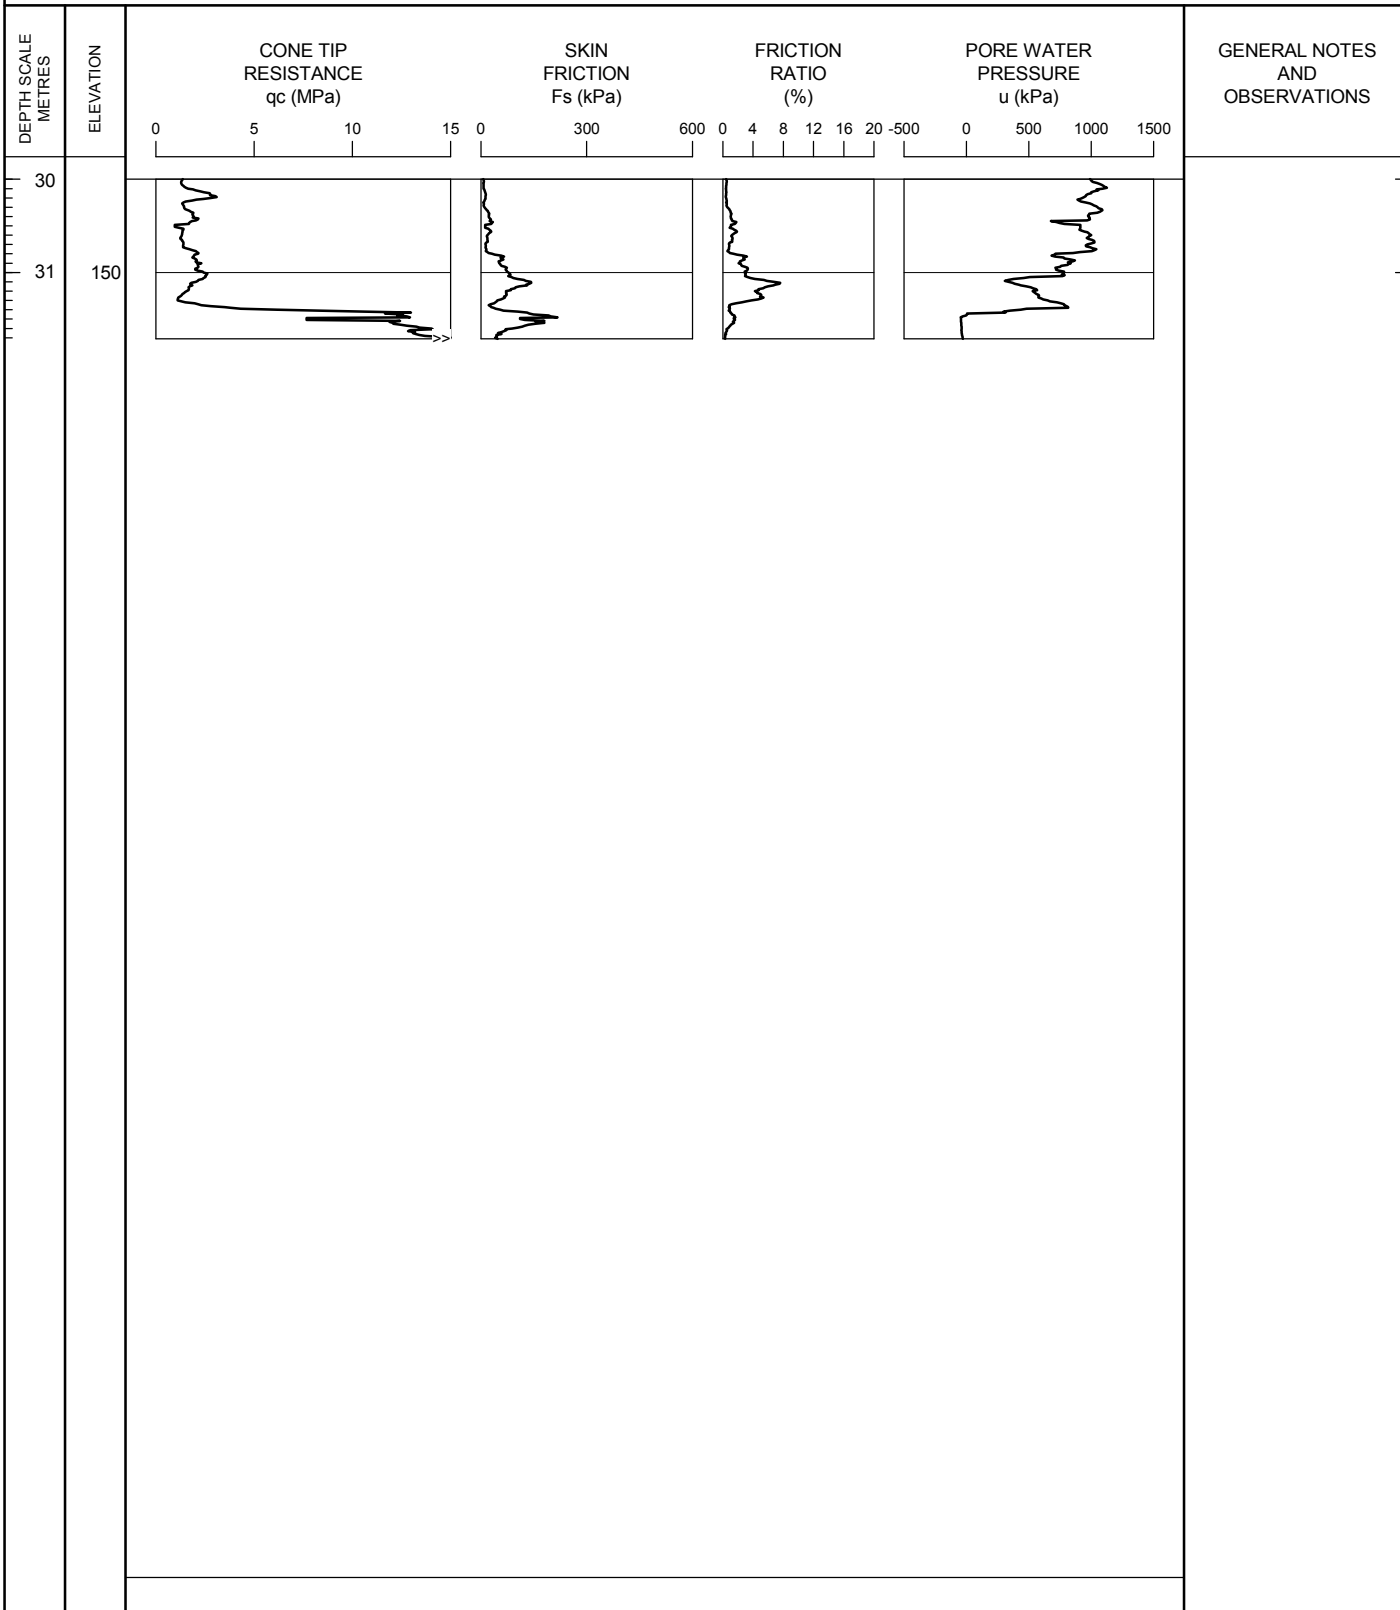 DEPTH SCALE
METRES
ELEVATION
CONE TIP
RESISTANCE
qc (MPa)
0 5 10 15
SKIN
FRICTION
Fs (kPa)
0 300 600
FRICTION
RATIO
(%)
0 4 8 12 16 20
PORE WATER
PRESSURE
u (kPa)
-500 0 500 1000 1500
GENERAL NOTES
AND
OBSERVATIONS
30
31 150
>>